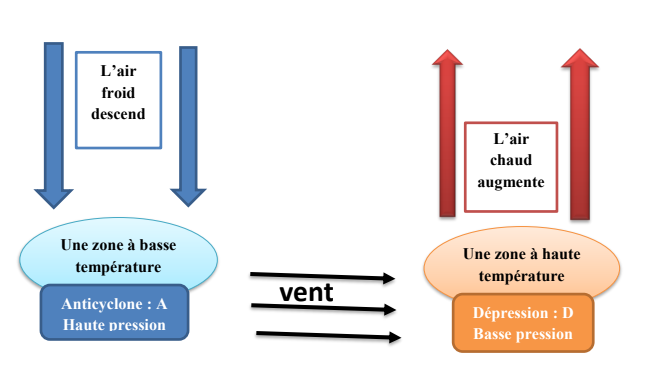 L'air
froid
descend
L'air
chaud
augmente
Une zone à basse
température
Anticyclone : A
Haute pression
vent
Une zone à haute
température
Dépression : D
Basse pression